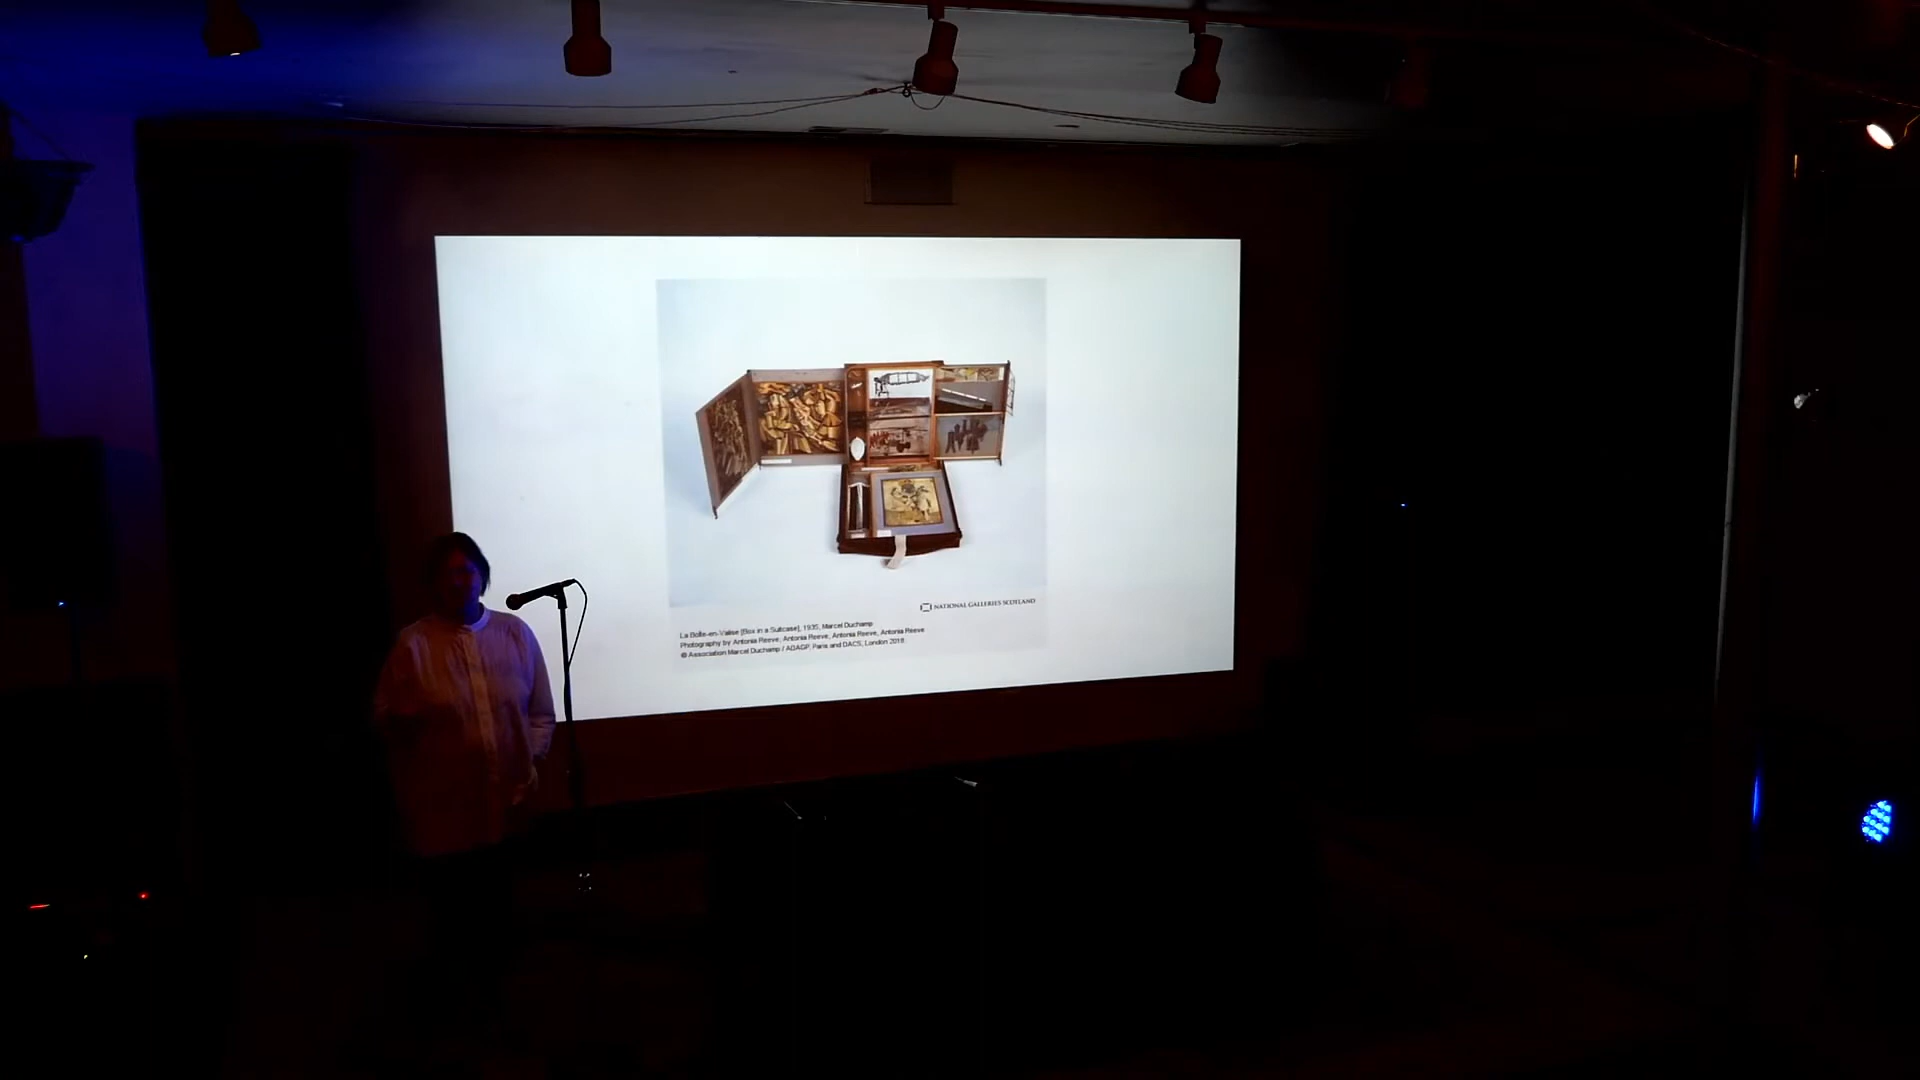 NATIONAL GALLERIES SCOTLAND
La Boîte-en-Valise [Box in a Suitcase], 1935, Marcel Duchamp
Photography by Antonia Reeve, Antonia Reeve, Antonia Reeve, Antonia Reeve
© Association Marcel Duchamp / ADAGP, Paris and DACS, London 2018.